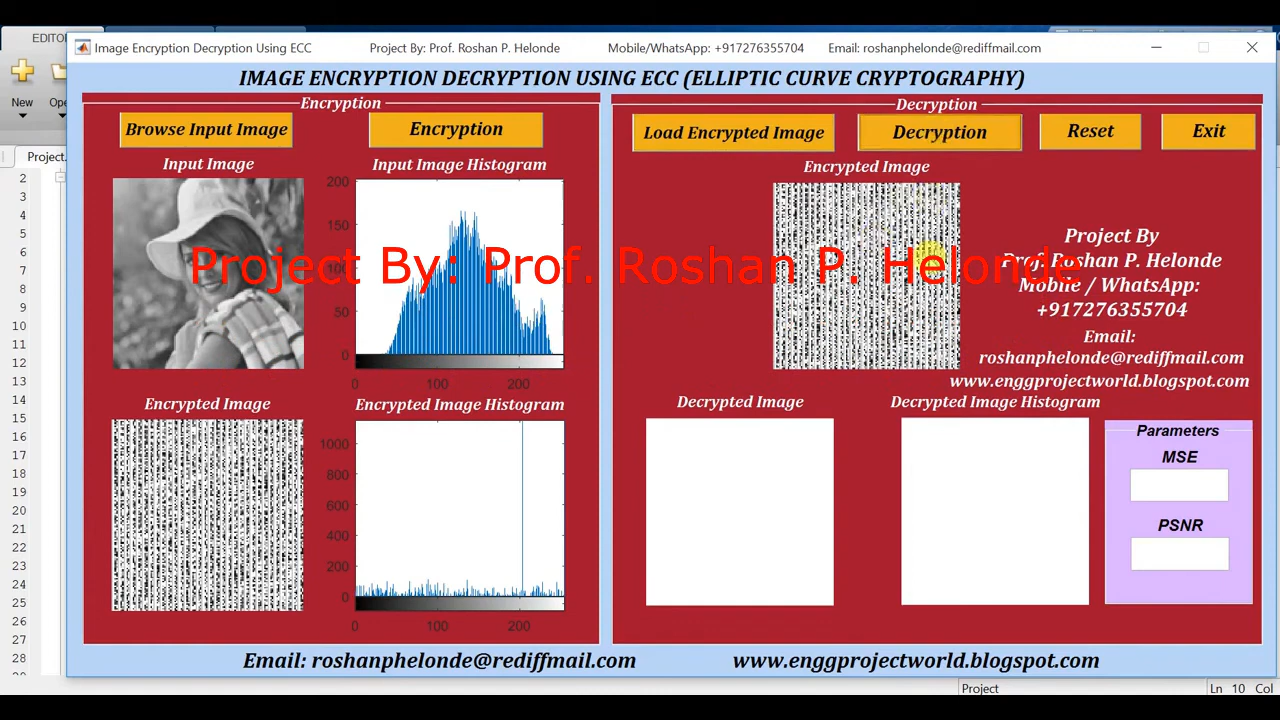 EDITO
Image Encryption Decryption Using ECC Project By: Prof. Roshan P. Helonde Mobile/WhatsApp: +917276355704 Email: roshanphelonde@rediffmail.com
New
Ope
Project.
IMAGE ENCRYPTION DECRYPTION USING ECC (ELLIPTIC CURVE CRYPTOGRAPHY)
Encryption
Browse Input Image
Encryption
Input Image
Input Image Histogram
200
150
100
50
0
0 100 200
Encrypted Image
Encrypted Image Histogram
1000
800
600
400
200
0
0 100 200
Decryption
Load Encrypted Image
Decryption
Reset
Exit
Encrypted Image
Project By: Prof. Roshan P. Helonde
Project By
Prof. Roshan P. Helonde
Mobile / WhatsApp:
+917276355704
Email:
roshanphelonde@rediffmail.com
www.enggprojectworld.blogspot.com
Decrypted Image
Decrypted Image Histogram
Parameters
MSE
PSNR
Email: roshanphelonde@rediffmail.com
www.enggprojectworld.blogspot.com
2
3
4
5
6
7
8
9
10
11
12
13
14
15
16
17
18
19
20
21
22
23
24
25
26
27
28
Project
Ln 10 Col